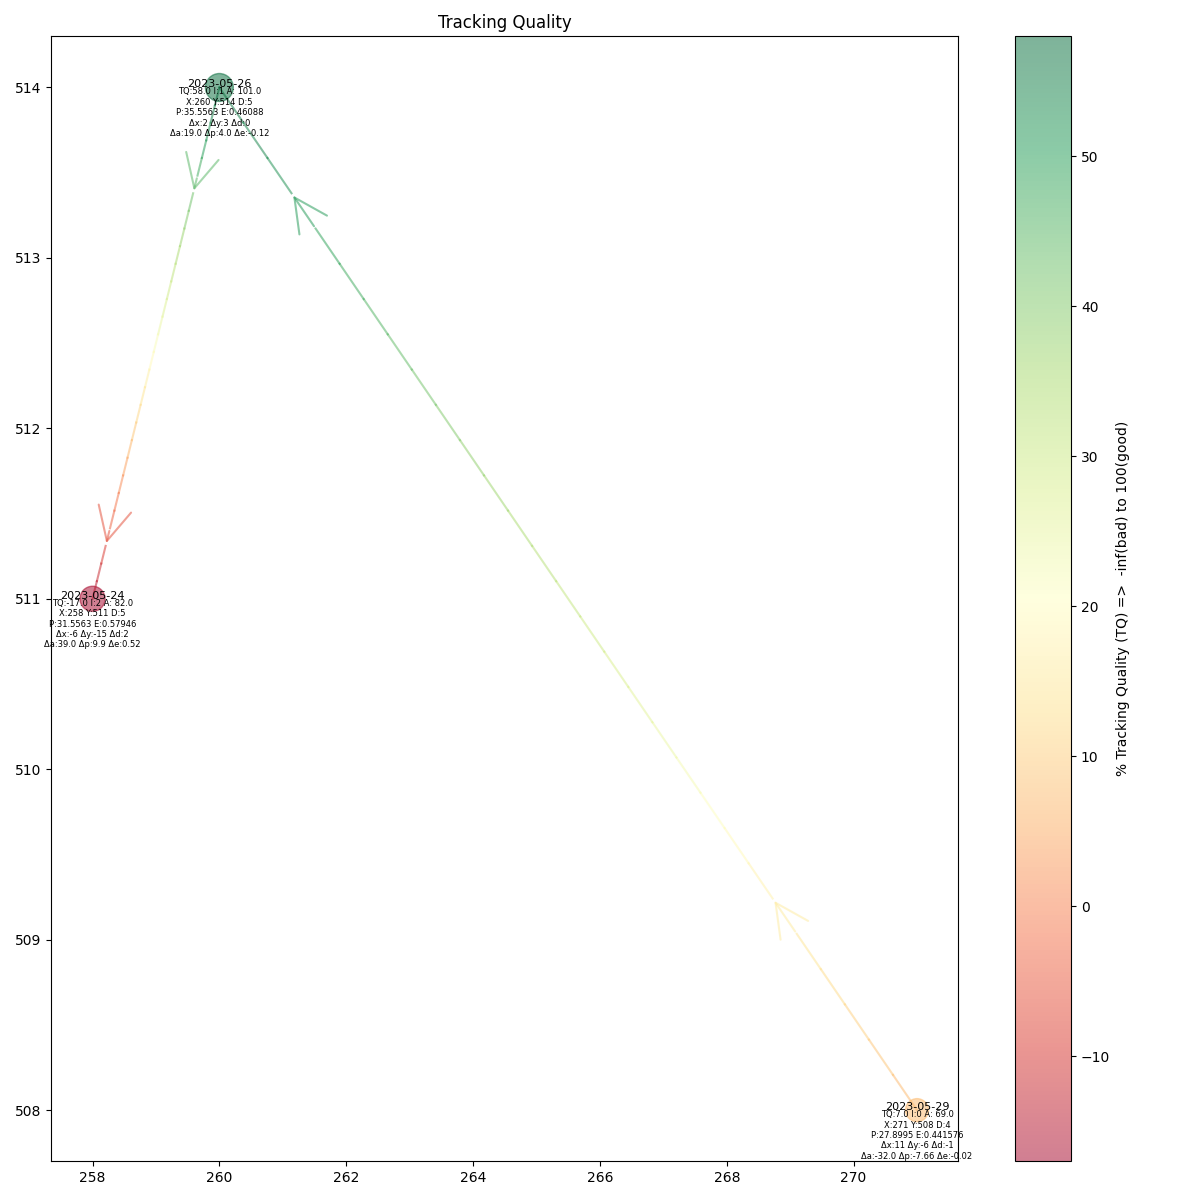 Tracking Quality
514
513
512
511
510
509
508
258
260
262
264
266
268
270
2023-05-26
TQ:58.0 I:1 A: 101.0
X:260 Y:514 D:5
P:35.5563 E:0.46088
Δx:2 Δy:3 Δd:0
Δa:19.0 Δp:4.0 Δe:-0.12
2023-05-24
TQ:-17.0 I:2 A: 82.0
X:258 Y:511 D:5
P:31.5563 E:0.57946
Δx:-6 Δy:-15 Δd:2
Δa:39.0 Δp:9.9 Δe:0.52
2023-05-29
TQ:7.0 I:0 A: 69.0
X:271 Y:508 D:4
P:27.8995 E:0.441576
Δx:11 Δy:-6 Δd:-1
Δa:-32.0 Δp:-7.66 Δe:-0.02
50
40
30
20
10
0
−10
% Tracking Quality (TQ) => -inf(bad) to 100(good)